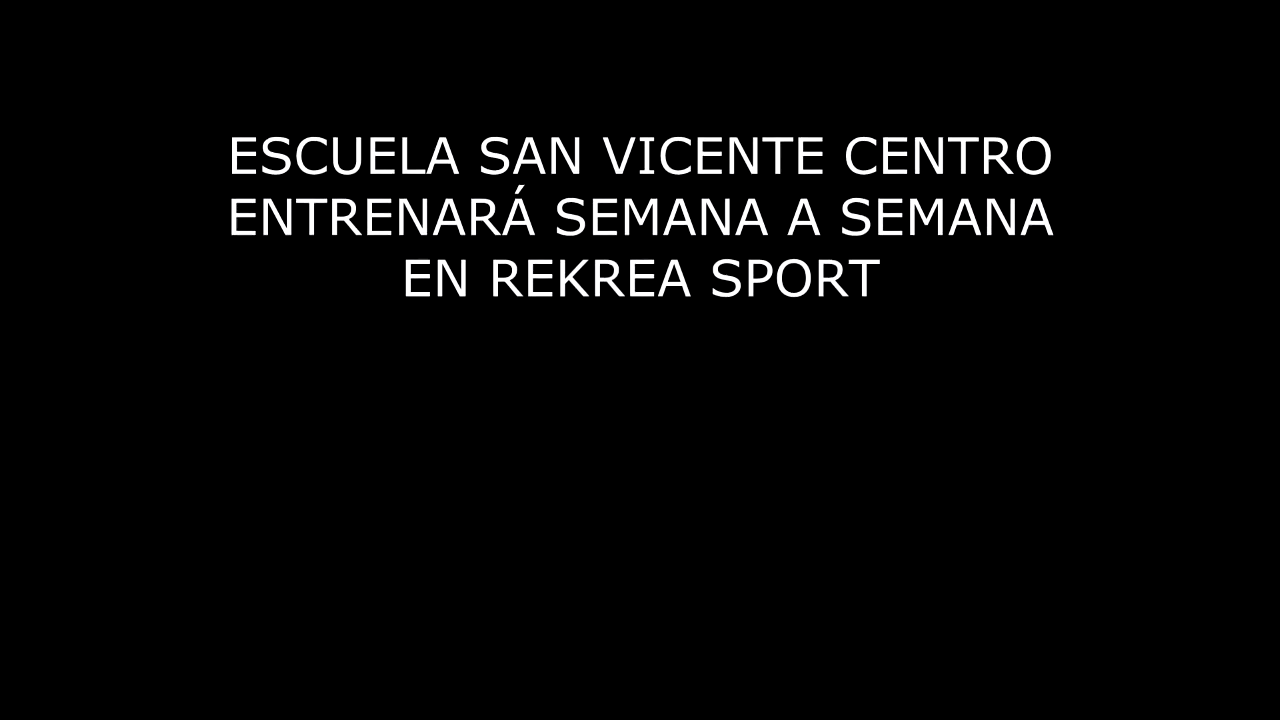 ESCUELA SAN VICENTE CENTRO
ENTRENARÁ SEMANA A SEMANA
EN REKREA SPORT